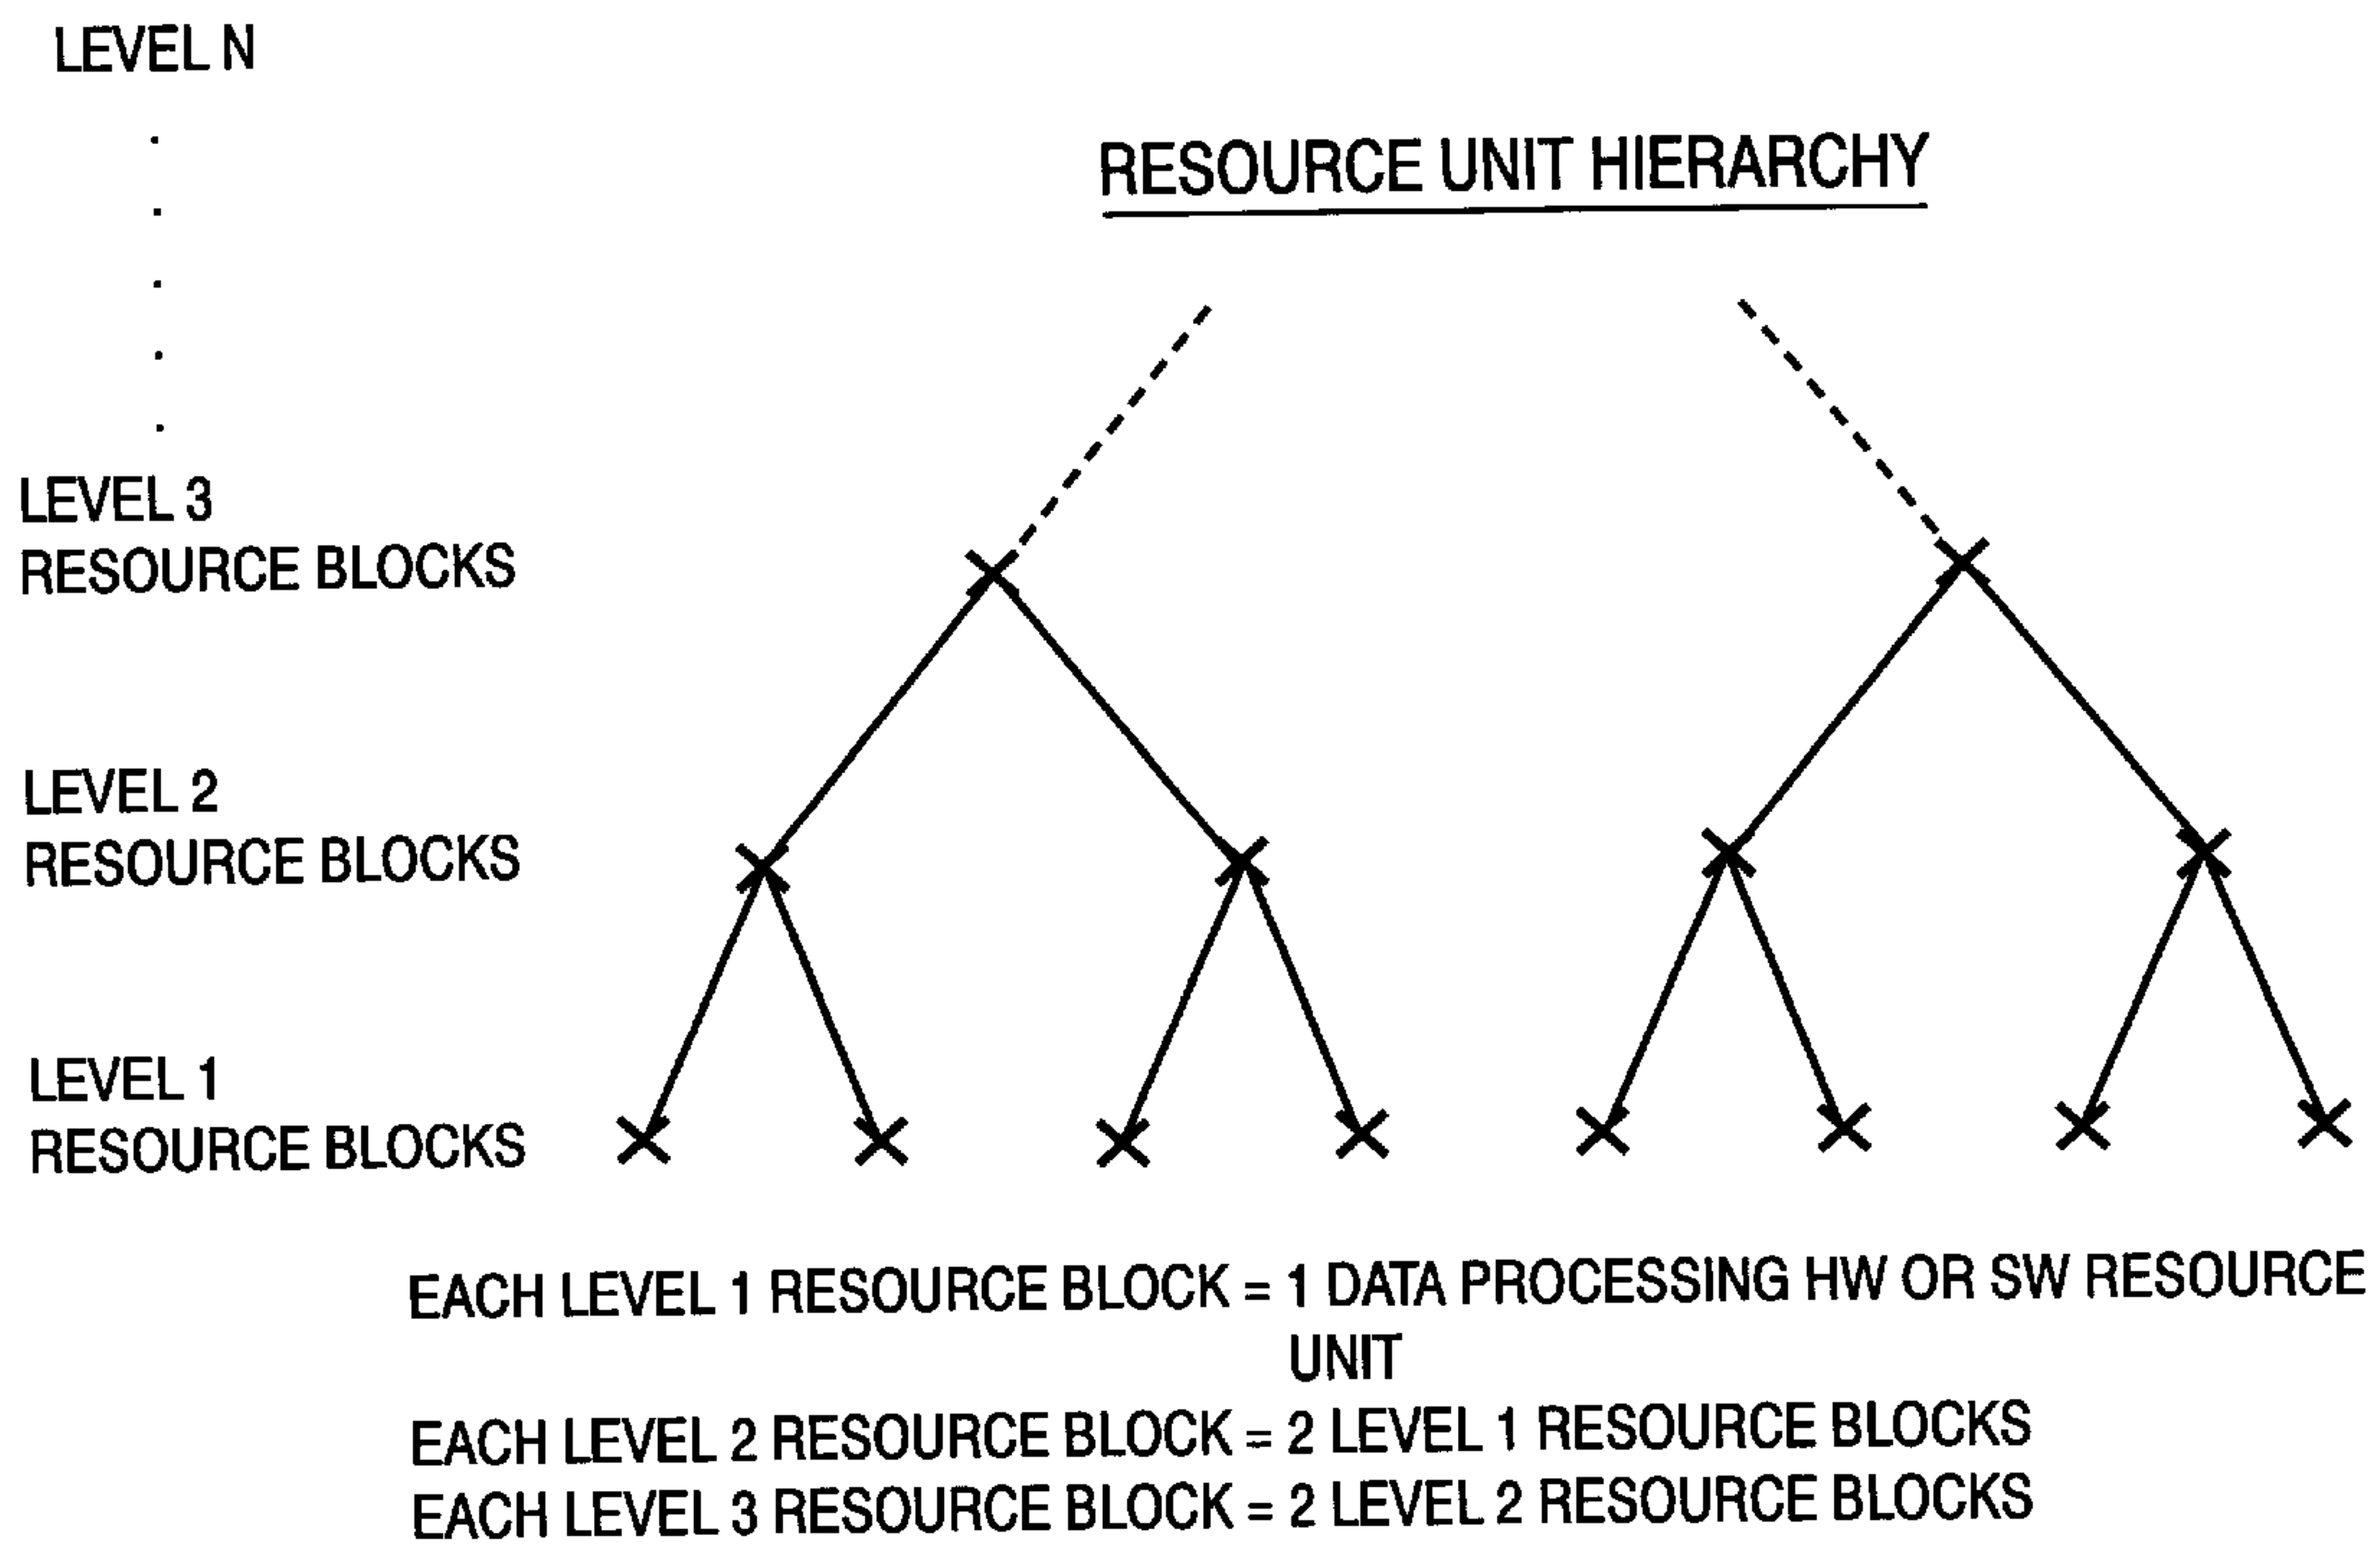 LEVEL N
RESOURCE UNIT HIERARCHY
LEVEL 3
RESOURCE BLOCKS
LEVEL 2
RESOURCE BLOCKS
LEVEL 1
RESOURCE BLOCKS
EACH LEVEL 1 RESOURCE BLOCK = 1 DATA PROCESSING HW OR SW RESOURCE
UNIT
EACH LEVEL 2 RESOURCE BLOCK = 2 LEVEL 1 RESOURCE BLOCKS
EACH LEVEL 3 RESOURCE BLOCK = 2 LEVEL 2 RESOURCE BLOCKS